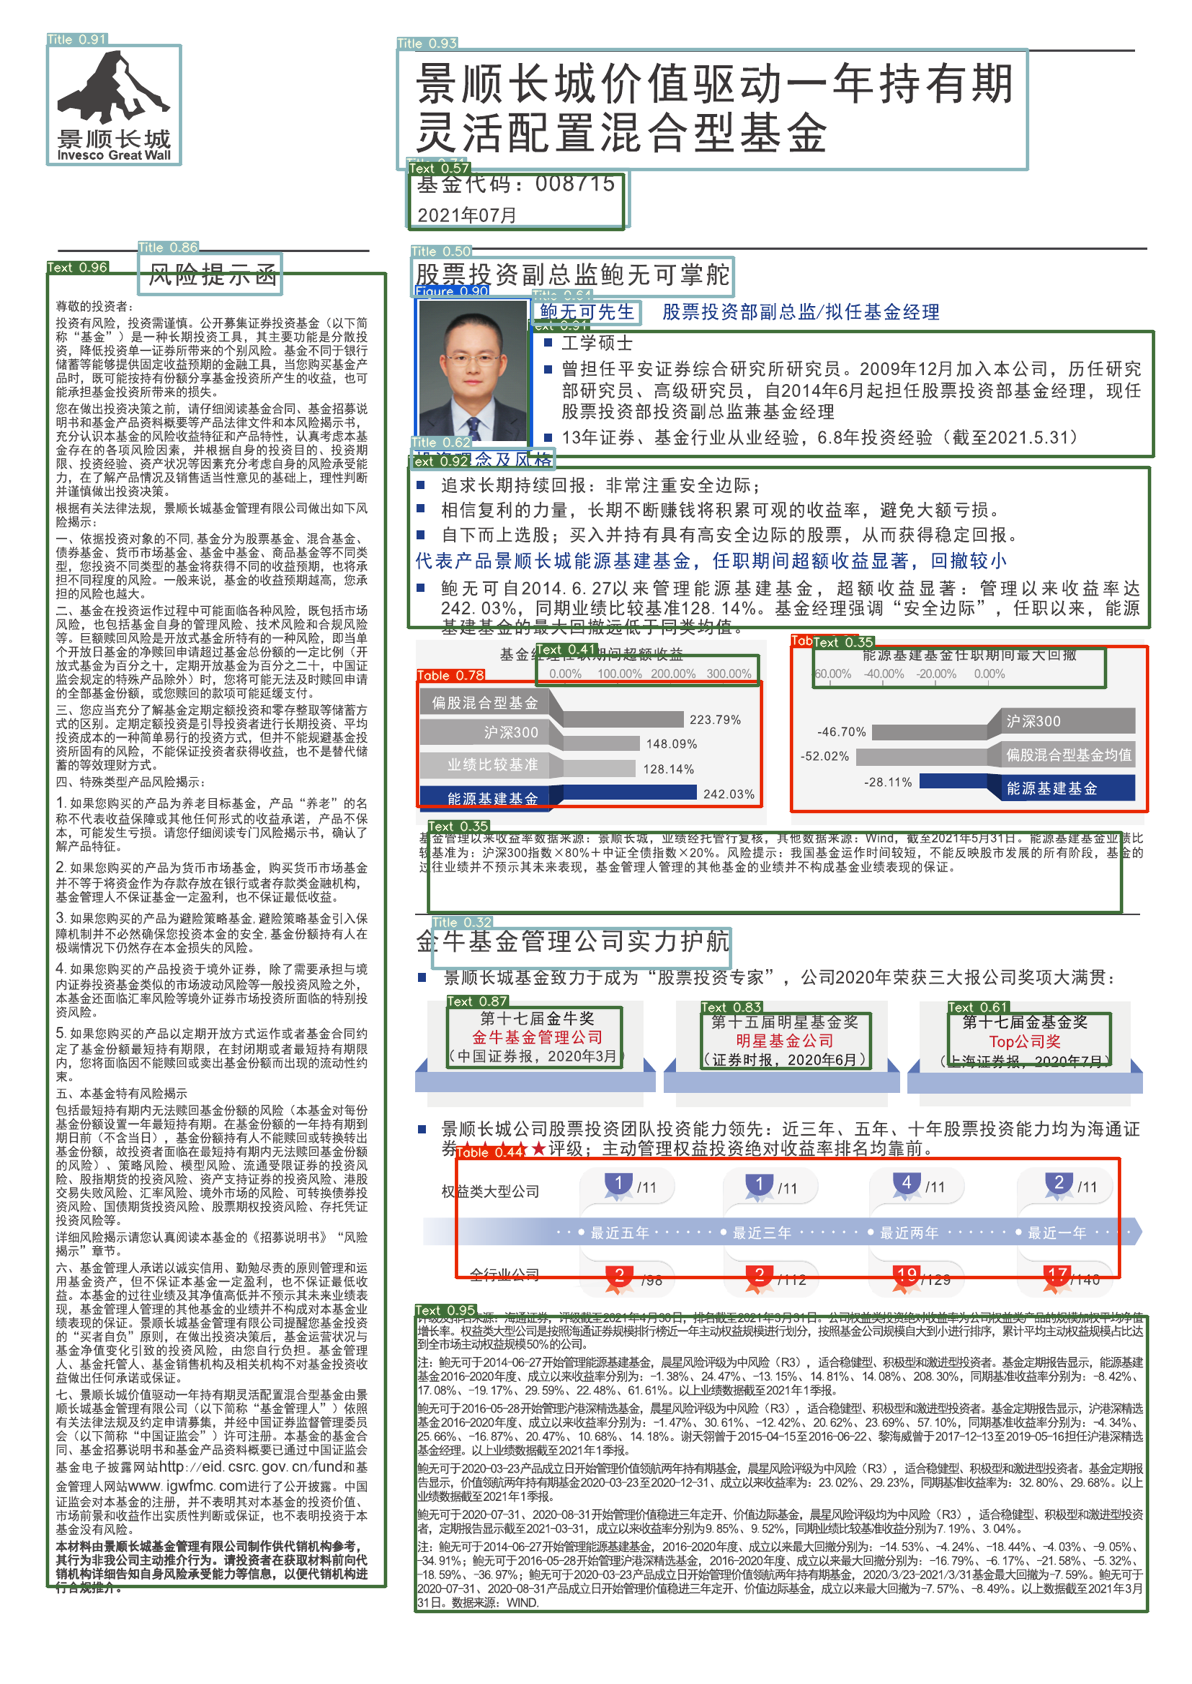 Title 0.91
景顺长城
Invesco Great Wall
Title 0.93
景顺长城价值驱动一年持有期
灵活配置混合型基金
Text 0.57
基金代码：008715
2021年07月
Title 0.86
Text 0.96
风险提示函
尊敬的投资者：
投资有风险，投资需谨慎。公开募集证券投资基金（以下简
称“基金”）是一种长期投资工具，其主要功能是分散投
资，降低投资单一证券所带来的个别风险。基金不同于银行
储蓄等能够提供固定收益预期的金融工具，当您购买基金产
品时，既可能按持有份额分享基金投资所产生的收益，也可
能承担基金投资所带来的损失。
您在做出投资决策之前，请仔细阅读基金合同、基金招募说
明书和基金产品资料概要等产品法律文件和本风险揭示书，
充分认识本基金的风险收益特征和产品特性，认真考虑本基
金存在的各项风险因素，并根据自身的投资目的、投资期
限、投资经验、资产状况等因素充分考虑自身的风险承受能
力，在了解产品情况及销售适当性意见的基础上，理性判断
并谨慎做出投资决策。
根据有关法律法规，景顺长城基金管理有限公司做出如下风
险揭示：
一、依据投资对象的不同，基金分为股票基金、混合基金、
债券基金、货币市场基金、基金中基金、商品基金等不同类
型，您投资不同类型的基金将获得不同的收益预期，也将承
担不同程度的风险。一般来说，基金的收益预期越高，您承
担的风险也越大。
二、基金在投资运作过程中可能面临各种风险，既包括市场
风险，也包括基金自身的管理风险、技术风险和合规风险
等。巨额赎回风险是开放式基金所特有的一种风险，即当单
个开放日基金的净赎回申请超过基金总份额的一定比例（开
放式基金为百分之十，定期开放基金为百分之二十，中国证
监会规定的特殊产品除外）时，您将可能无法及时赎回申请
的全部基金份额，或您赎回的款项可能延缓支付。
三、您应当充分了解基金定期定额投资和零存整取等储蓄方
式的区别。定期定额投资是引导投资者进行长期投资、平均
投资成本的一种简单易行的投资方式，但并不能规避基金投
资所固有的风险，不能保证投资者获得收益，也不是替代储
蓄的等效理财方式。
四、特殊类型产品风险揭示：
1.如果您购买的产品为养老目标基金，产品“养老”的名
称不代表收益保障或其他任何形式的收益承诺，产品不保
本，可能发生亏损。请您仔细阅读专门风险揭示书，确认了
解产品特征。
2.如果您购买的产品为货币市场基金，购买货币市场基金
并不等于将资金作为存款存放在银行或者存款类金融机构，
基金管理人不保证基金一定盈利，也不保证最低收益。
3.如果您购买的产品为避险策略基金，避险策略基金引入保
障机制并不必然确保您投资本金的安全，基金份额持有人在
极端情况下仍然存在本金损失的风险。
4.如果您购买的产品投资于境外证券，除了需要承担与境
内证券投资基金类似的市场波动风险等一般投资风险之外，
本基金还面临汇率风险等境外证券市场投资所面临的特别投
资风险。
5.如果您购买的产品以定期开放方式运作或者基金合同约
定了基金份额最短持有期限，在封闭期或者最短持有期限
内，您将面临因不能赎回或卖出基金份额而出现的流动性约
束。
五、本基金特有风险揭示
包括最短持有期内无法赎回基金份额的风险（本基金对每份
基金份额设置一年最短持有期。在基金份额的一年持有期到
期日前（不含当日），基金份额持有人不能赎回或转换转出
基金份额，故投资者面临在最短持有期内无法赎回基金份额
的风险）、策略风险、模型风险、流通受限证券的投资风
险、股指期货的投资风险、资产支持证券的投资风险、港股
交易失败风险、汇率风险、境外市场的风险、可转换债券投
资风险、国债期货投资风险、股票期权投资风险、存托凭证
投资风险等。
详细风险揭示请您认真阅读本基金的《招募说明书》“风险
揭示”章节。
六、基金管理人承诺以诚实信用、勤勉尽责的原则管理和运
用基金资产，但不保证本基金一定盈利，也不保证最低收
益。本基金的过往业绩及其净值高低并不预示其未来业绩表
现，基金管理人管理的其他基金的业绩并不构成对本基金业
绩表现的保证。景顺长城基金管理有限公司提醒您基金投资
的“买者自负”原则，在做出投资决策后，基金运营状况与
基金净值变化引致的投资风险，由您自行负担。基金管理
人、基金托管人、基金销售机构及相关机构不对基金投资收
益做出任何承诺或保证。
七、景顺长城价值驱动一年持有期灵活配置混合型基金由景
顺长城基金管理有限公司（以下简称“基金管理人”）依照
有关法律法规及约定申请募集，并经中国证券监督管理委员
会（以下简称“中国证监会”）许可注册。本基金的基金合
同、基金招募说明书和基金产品资料概要已通过中国证监会
基金电子披露网站http://eid.csrc.gov.cn/fund和基
金管理人网站www.igwfmc.com进行了公开披露。中国
证监会对本基金的注册，并不表明其对本基金的投资价值、
市场前景和收益作出实质性判断或保证，也不表明投资于本
基金没有风险。
本材料由景顺长城基金管理有限公司制作供代销机构参考，
其行为非我公司主动推介行为。请投资者在获取材料前向代
销机构详细告知自身风险承受能力等信息，以便代销机构进
行合规推介。
Title 0.50
股票投资副总监鲍无可掌舵
Figure 0.90
鲍无可先生 股票投资部副总监/拟任基金经理
工学硕士
曾担任平安证券综合研究所研究员。2009年12月加入本公司，历任研究
部研究员、高级研究员，自2014年6月起担任股票投资部基金经理，现任
股票投资部投资副总监兼基金经理
13年证券、基金行业从业经验，6.8年投资经验（截至2021.5.31）
Title 0.62
投资理念及风格
ext 0.92
追求长期持续回报：非常注重安全边际；
相信复利的力量，长期不断赚钱将积累可观的收益率，避免大额亏损。
自下而上选股；买入并持有具有高安全边际的股票，从而获得稳定回报。
代表产品景顺长城能源基建基金，任职期间超额收益显著，回撤较小
鲍无可自2014.6.27以来管理能源基建基金，超额收益显著：管理以来收益率达
242.03%，同期业绩比较基准128.14%。基金经理强调“安全边际”，任职以来，能源
基建基金的最大回撤远低于同类均值。
Text 0.41
基金经理任职期间超额收益
Table 0.78
0.00% 100.00% 200.00% 300.00%
偏股混合型基金 223.79%
沪深300 148.09%
业绩比较基准 128.14%
能源基建基金 242.03%
Text 0.35
能源基建基金任职期间最大回撤
60.00% -40.00% -20.00% 0.00%
-46.70% 沪深300
-52.02% 偏股混合型基金均值
-28.11% 能源基建基金
Text 0.35
基金管理以来收益率数据来源：景顺长城，业绩经托管行复核，其他数据来源：Wind，截至2021年5月31日。能源基建基金业绩比
较基准为：沪深300指数×80%＋中证全债指数×20%。风险提示：我国基金运作时间较短，不能反映股市发展的所有阶段，基金的
过往业绩并不预示其未来表现，基金管理人管理的其他基金的业绩并不构成基金业绩表现的保证。
Title 0.32
金牛基金管理公司实力护航
景顺长城基金致力于成为“股票投资专家”，公司2020年荣获三大报公司奖项大满贯：
Text 0.87
第十七届金牛奖
金牛基金管理公司
（中国证券报，2020年3月）
Text 0.83
第十五届明星基金奖
明星基金公司
（证券时报，2020年6月）
Text 0.61
第十七届金基金奖
Top公司奖
（上海证券报，2020年7月）
景顺长城公司股票投资团队投资能力领先：近三年、五年、十年股票投资能力均为海通证
券★★★★★评级；主动管理权益投资绝对收益率排名均靠前。
Table 0.44
权益类大型公司 1 /11 1 /11 4 /11 2 /11
最近五年 最近三年 最近两年 最近一年
全行业公司 2 /98 2 /112 19 /129 17 /140
Text 0.95
评级及排名来源：海通证券，评级截至2021年4月30日，排名截至2021年3月31日。公司权益类投资绝对收益率为公司权益类产品的规模加权平均净值
增长率。权益类大型公司是按照海通证券规模排行榜近一年主动权益规模进行划分，按照基金公司规模自大到小进行排序，累计平均主动权益规模占比达
到全市场主动权益规模50%的公司。
注：鲍无可于2014-06-27开始管理能源基建基金，晨星风险评级为中风险（R3），适合稳健型、积极型和激进型投资者。基金定期报告显示，能源基建
基金2016-2020年度、成立以来收益率分别为：-1.38%、24.47%、-13.15%、14.81%、14.08%、208.30%，同期基准收益率分别为：-8.42%、
17.08%、-19.17%、29.59%、22.48%、61.61%。以上业绩数据截至2021年1季报。
鲍无可于2016-05-28开始管理沪港深精选基金，晨星风险评级为中风险（R3），适合稳健型、积极型和激进型投资者。基金定期报告显示，沪港深精选
基金2016-2020年度、成立以来收益率分别为：-1.47%、30.61%、-12.42%、20.62%、23.69%、57.10%，同期基准收益率分别为：-4.34%、
25.66%、-16.87%、20.47%、10.68%、14.18%。谢天翎曾于2015-04-15至2016-06-22、黎海威曾于2017-12-13至2019-05-16担任沪港深精选
基金经理。以上业绩数据截至2021年1季报。
鲍无可于2020-03-23产品成立日开始管理价值领航两年持有期基金，晨星风险评级为中风险（R3），适合稳健型、积极型和激进型投资者。基金定期报
告显示，价值领航两年持有期基金2020-03-23至2020-12-31、成立以来收益率为：23.02%、29.23%，同期基准收益率为：32.80%、29.68%。以上
业绩数据截至2021年1季报。
鲍无可于2020-07-31、2020-08-31开始管理价值稳进三年定开、价值边际基金，晨星风险评级均为中风险（R3），适合稳健型、积极型和激进型投资
者，定期报告显示截至2021-03-31，成立以来收益率分别为9.85%、9.52%，同期业绩比较基准收益分别为7.19%、3.04%。
注：鲍无可于2014-06-27开始管理能源基建基金，2016-2020年度、成立以来最大回撤分别为：-14.53%、-4.24%、-18.44%、-4.03%、-9.05%、
-34.91%；鲍无可于2016-05-28开始管理沪港深精选基金，2016-2020年度、成立以来最大回撤分别为：-16.79%、-6.17%、-21.58%、-5.32%、
-18.59%、-36.97%；鲍无可于2020-03-23产品成立日开始管理价值领航两年持有期基金，2020/3/23-2021/3/31基金最大回撤为-7.59%。鲍无可于
2020-07-31、2020-08-31产品成立日开始管理价值稳进三年定开、价值边际基金，成立以来最大回撤为-7.57%、-8.49%。以上数据截至2021年3月
31日。数据来源：WIND.